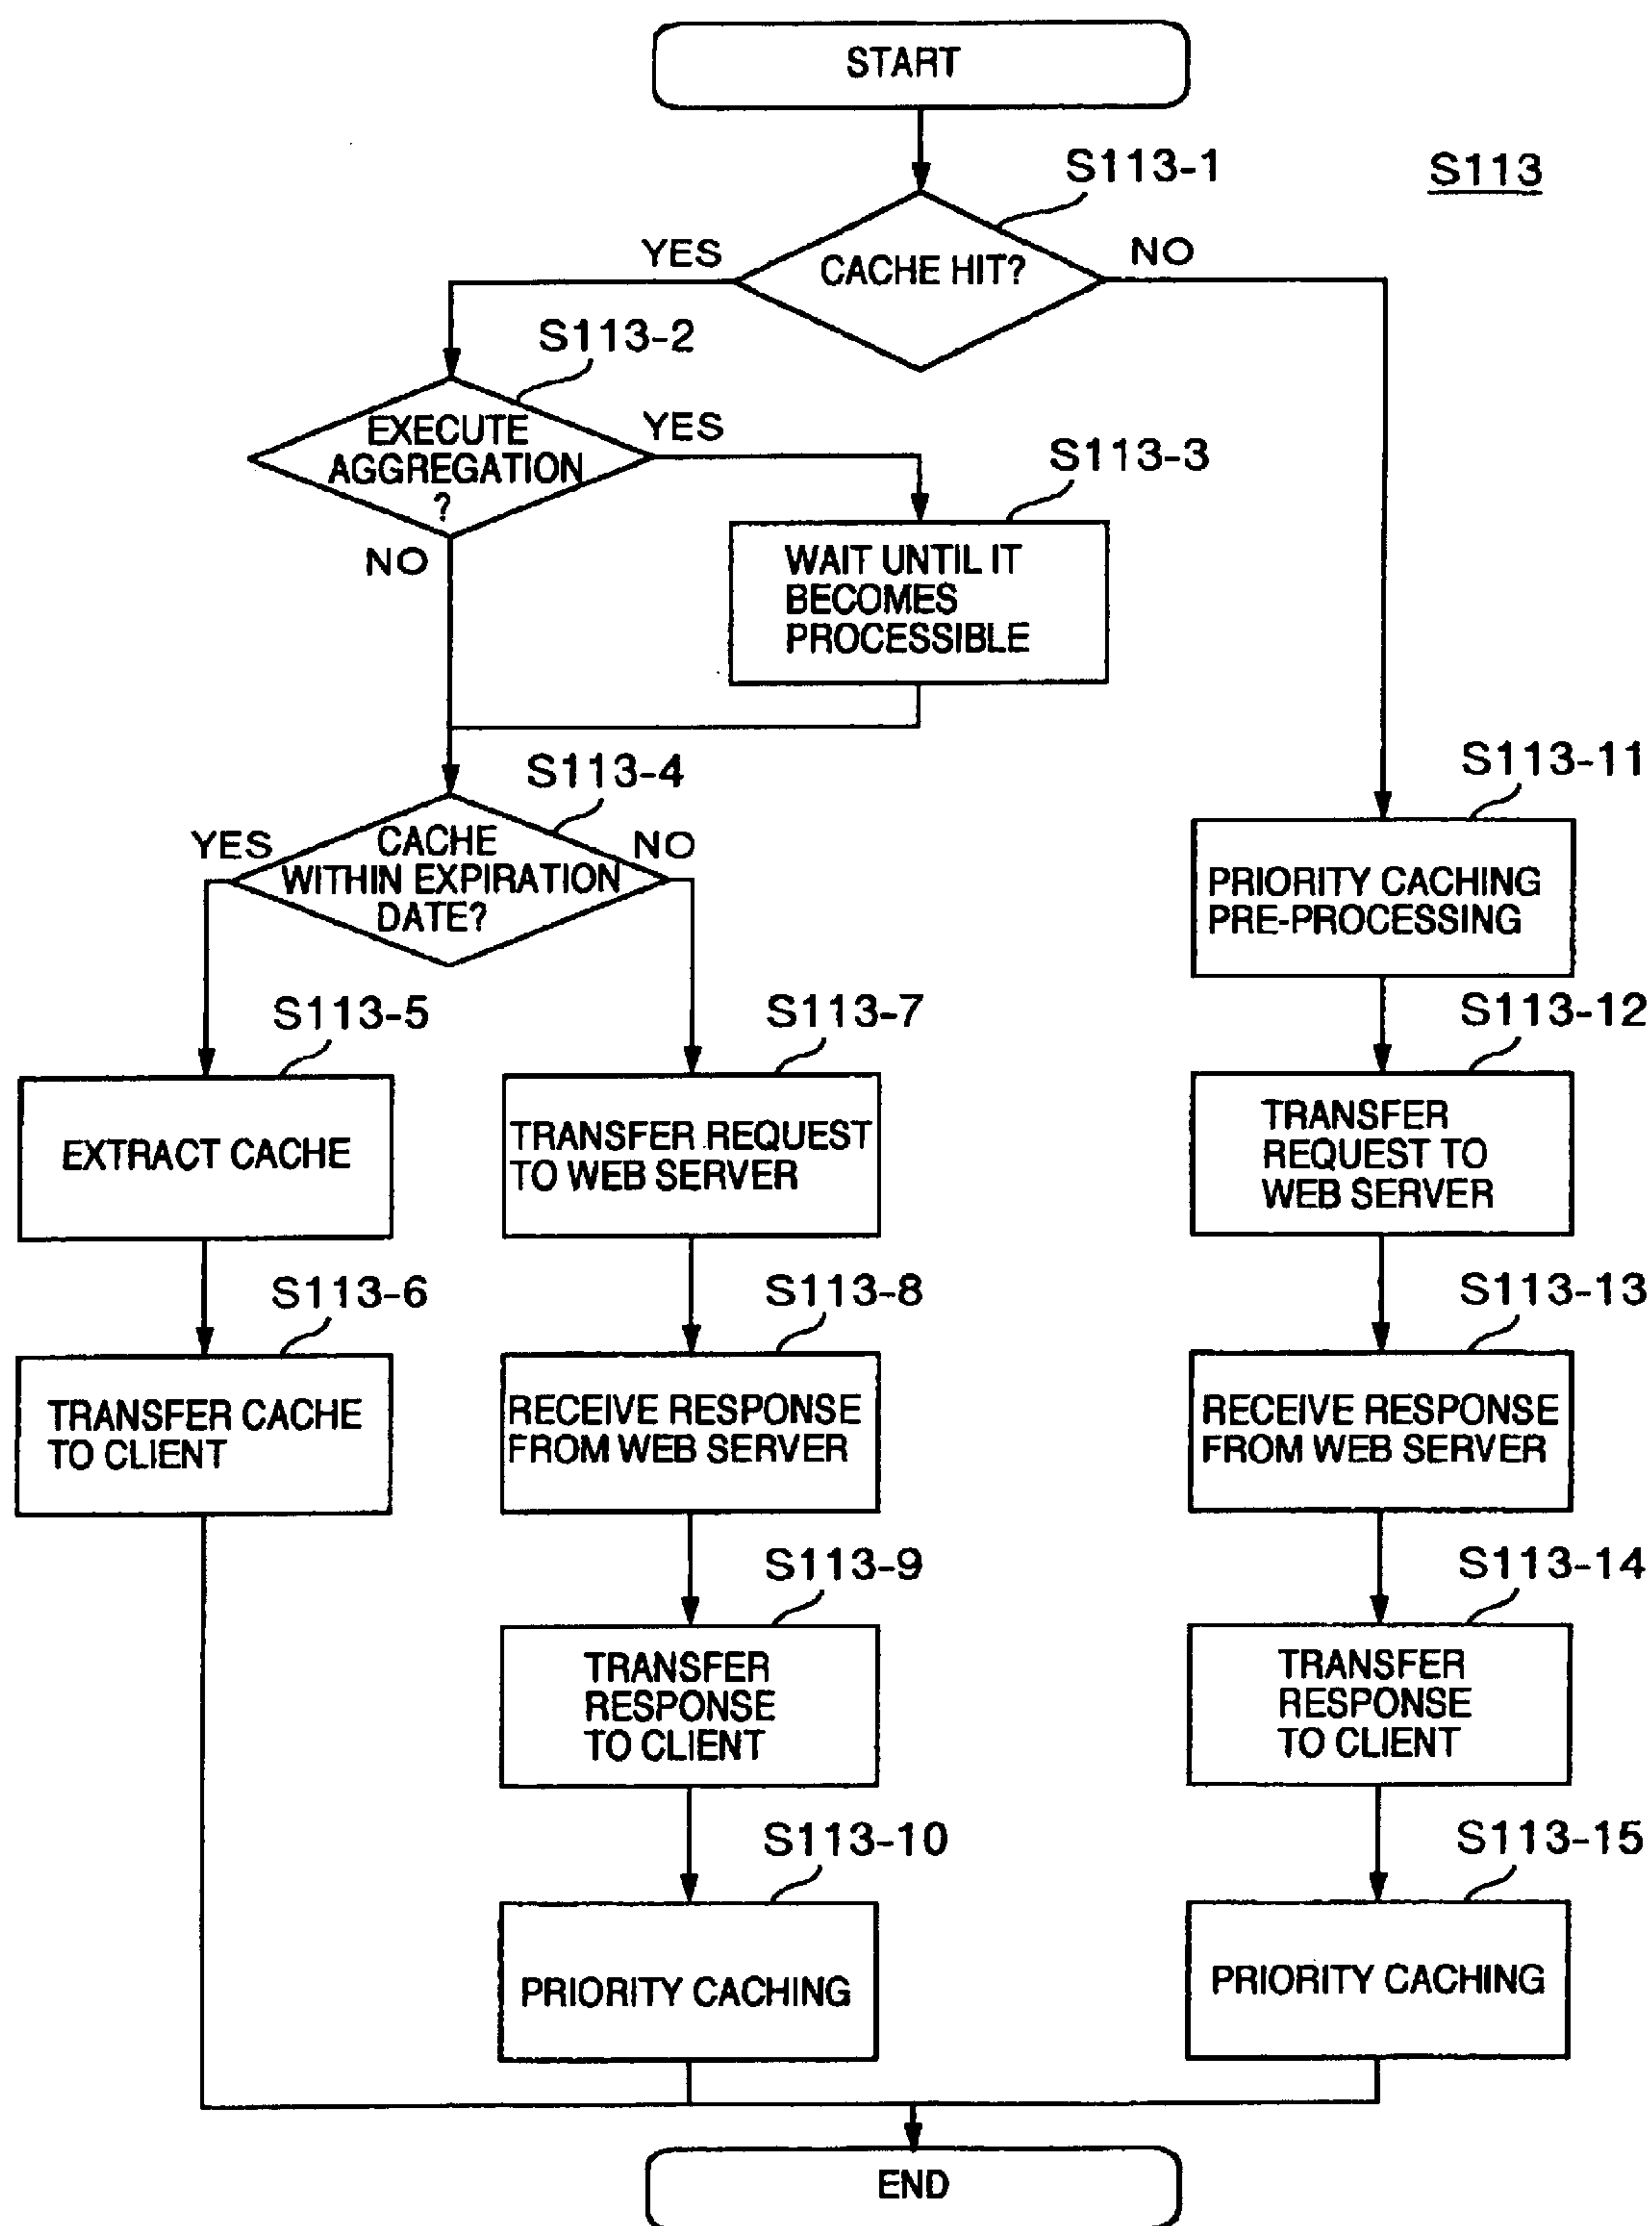 START
S113-1
S113
YES
CACHE HIT?
NO
S113-2
EXECUTE
AGGREGATION
?
YES
NO
S113-3
WAIT UNTIL IT
BECOMES
PROCESSIBLE
S113-4
YES
CACHE
WITHIN EXPIRATION
DATE?
NO
S113-11
PRIORITY CACHING
PRE-PROCESSING
S113-5
EXTRACT CACHE
S113-7
TRANSFER REQUEST
TO WEB SERVER
S113-12
TRANSFER
REQUEST TO
WEB SERVER
S113-6
TRANSFER CACHE
TO CLIENT
S113-8
RECEIVE RESPONSE
FROM WEB SERVER
S113-13
RECEIVE RESPONSE
FROM WEB SERVER
S113-9
TRANSFER
RESPONSE
TO CLIENT
S113-14
TRANSFER
RESPONSE
TO CLIENT
S113-10
PRIORITY CACHING
S113-15
PRIORITY CACHING
END